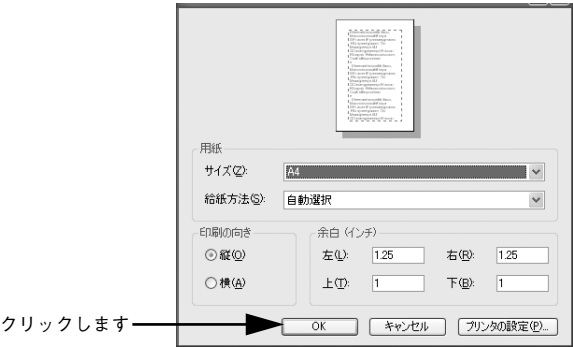 用紙
サイズ(Z): A4
給紙方法(S): 自動選択
印刷の向き
縦(O)
横(A)
余白 (インチ)
左(L): 1.25 右(R): 1.25
上(T): 1 下(B): 1
クリックします OK キャンセル プリンタの設定(P)...